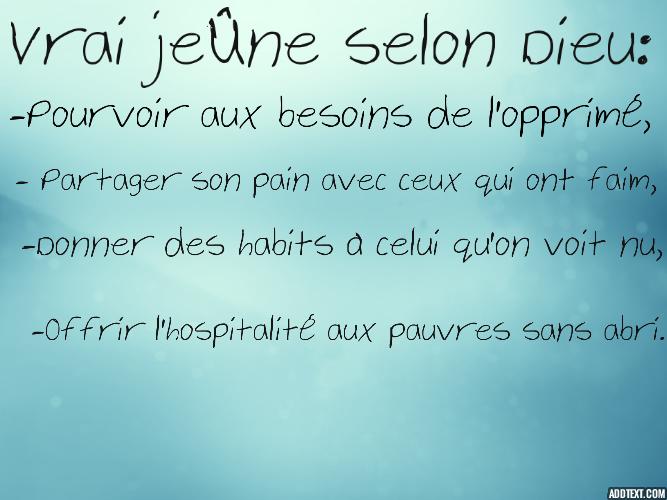 Vrai jeÛne selon Dieu:
-Pourvoir aux besoins de l'opprimé,
- Partager son pain avec ceux qui ont faim,
-Donner des habits à celui qu'on voit nu,
-Offrir l'hospitalité aux pauvres sans abri.
ADDTEXT.COM